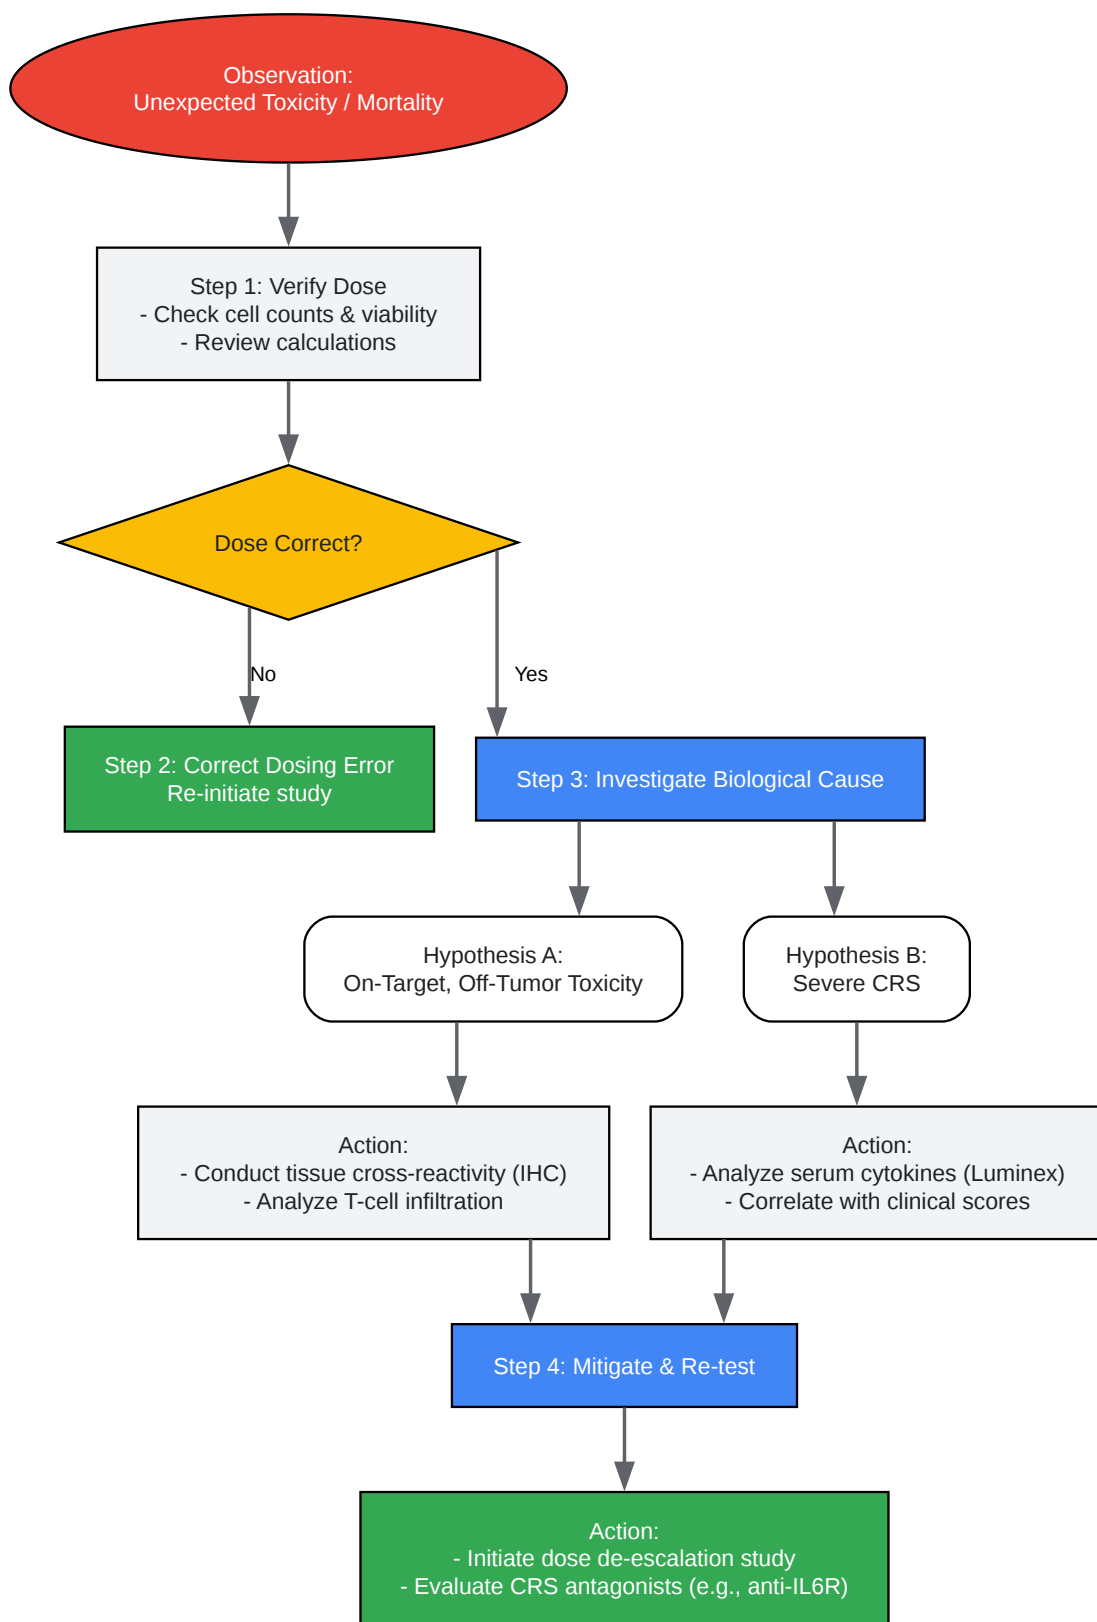 Observation:
Unexpected Toxicity / Mortality
Step 1: Verify Dose
- Check cell counts & viability
- Review calculations
Dose Correct?
No
Yes
Step 2: Correct Dosing Error
Re-initiate study
Step 3: Investigate Biological Cause
Hypothesis A:
On-Target, Off-Tumor Toxicity
Hypothesis B:
Severe CRS
Action:
- Conduct tissue cross-reactivity (IHC)
- Analyze T-cell infiltration
Action:
- Analyze serum cytokines (Luminex)
- Correlate with clinical scores
Step 4: Mitigate & Re-test
Action:
- Initiate dose de-escalation study
- Evaluate CRS antagonists (e.g., anti-IL6R)